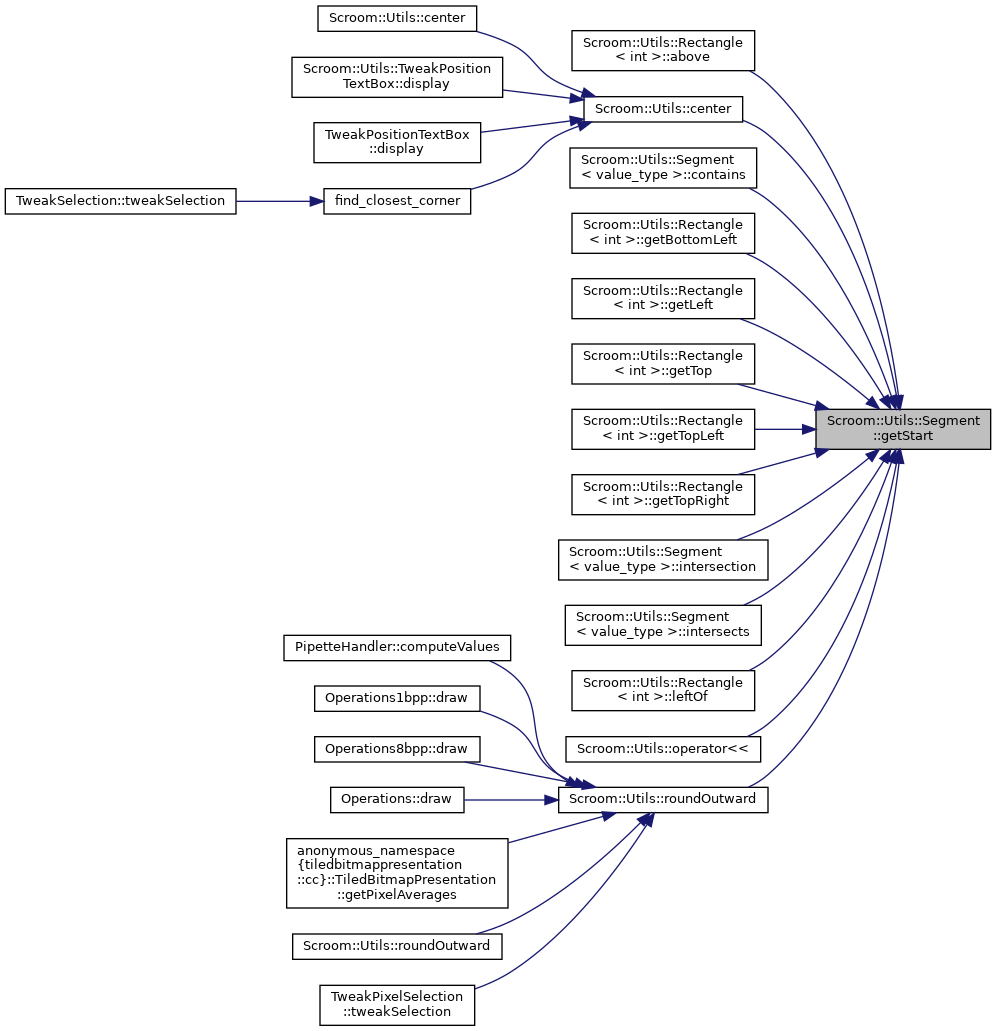 Scroom::Utils::center
Scroom::Utils::TweakPosition
TextBox::display
TweakPositionTextBox
::display
TweakSelection::tweakSelection
find_closest_corner
Scroom::Utils::Rectangle
< int >::above
Scroom::Utils::center
Scroom::Utils::Segment
< value_type >::contains
Scroom::Utils::Rectangle
< int >::getBottomLeft
Scroom::Utils::Rectangle
< int >::getLeft
Scroom::Utils::Rectangle
< int >::getTop
Scroom::Utils::Rectangle
< int >::getTopLeft
Scroom::Utils::Rectangle
< int >::getTopRight
Scroom::Utils::Segment
< value_type >::intersection
Scroom::Utils::Segment
< value_type >::intersects
Scroom::Utils::Rectangle
< int >::leftOf
Scroom::Utils::operator<<
Scroom::Utils::roundOutward
Scroom::Utils::Segment
::getStart
PipetteHandler::computeValues
Operations1bpp::draw
Operations8bpp::draw
Operations::draw
anonymous_namespace
{tiledbitmappresentation
::cc}::TiledBitmapPresentation
::getPixelAverages
Scroom::Utils::roundOutward
TweakPixelSelection
::tweakSelection